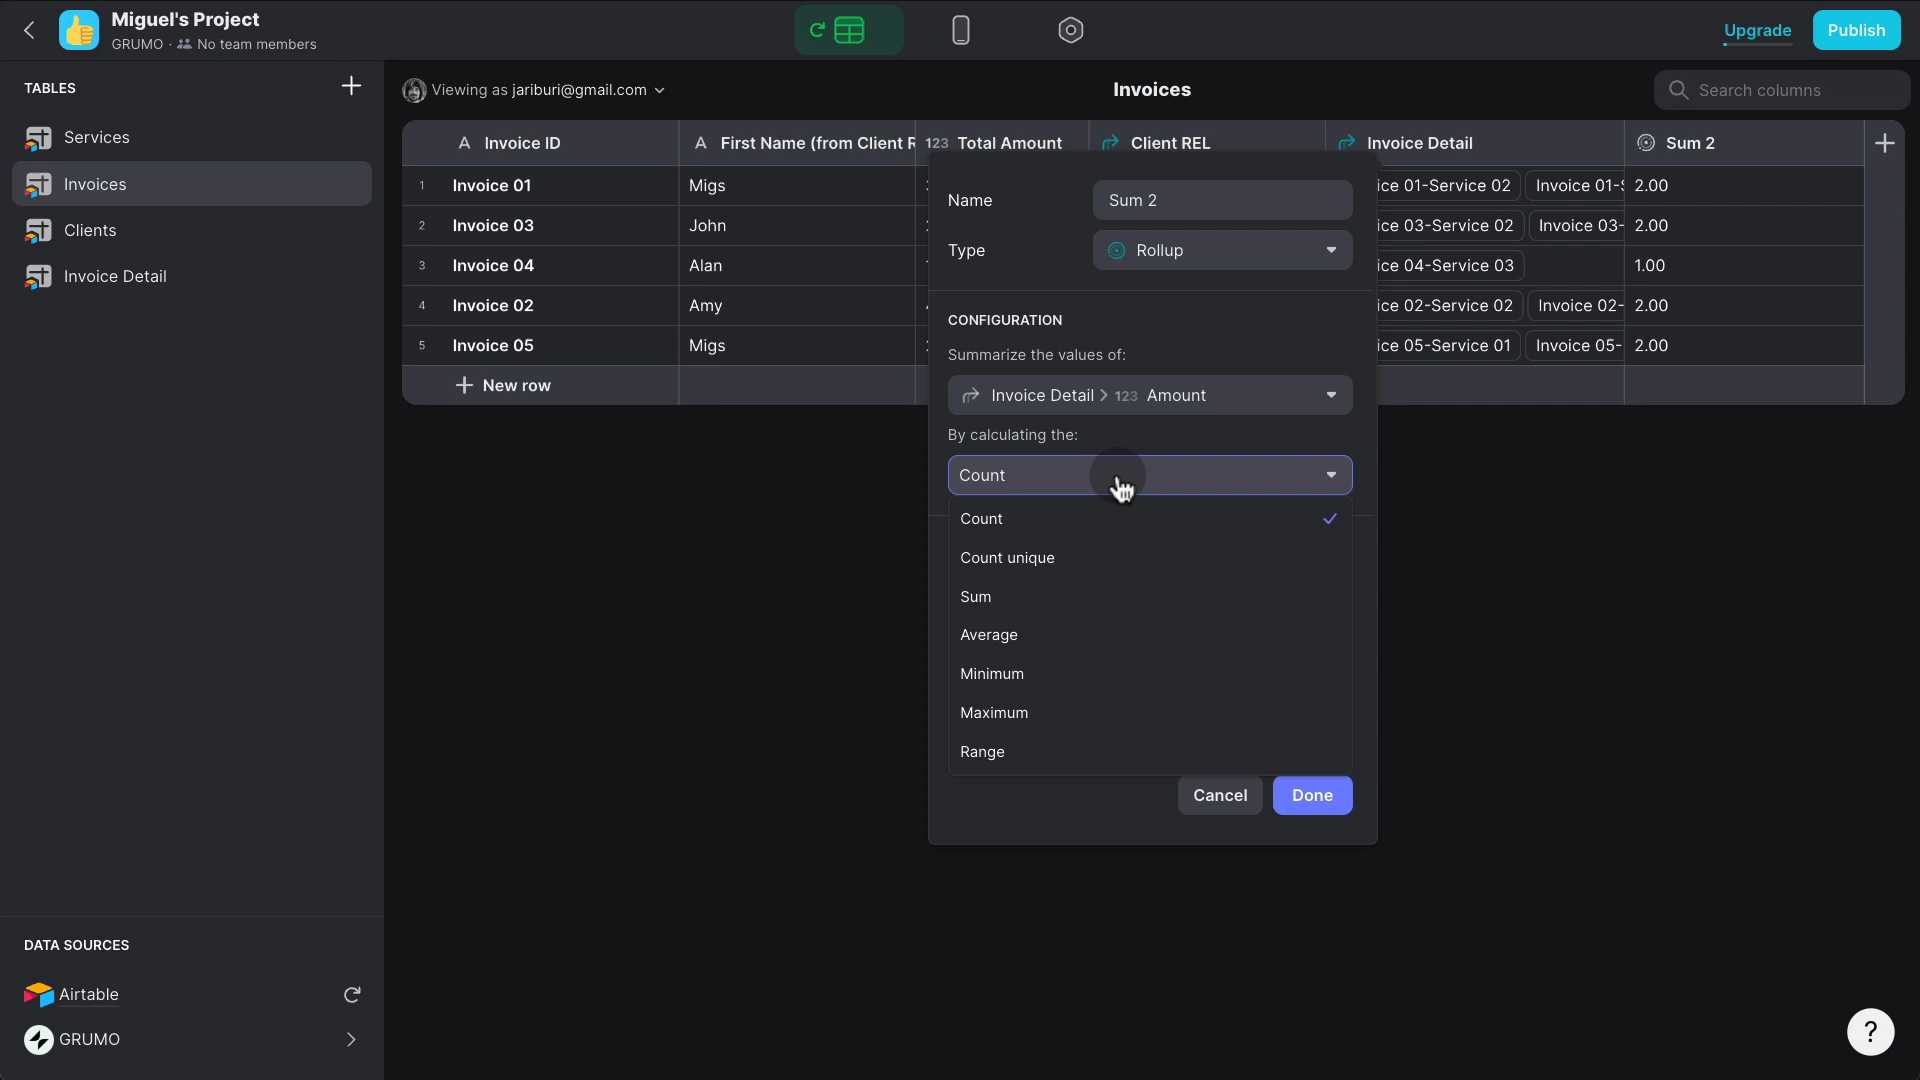 Miguel's Project
GRUMO · No team members
Upgrade
Publish
TABLES
Services
Invoices
Clients
Invoice Detail
Viewing as jariburi@gmail.com
Invoices
Search columns
A Invoice ID
A First Name (from Client R
123 Total Amount
Client REL
Invoice Detail
Sum 2
1 Invoice 01 Migs ice 01-Service 02 Invoice 01-S 2.00
2 Invoice 03 John ice 03-Service 02 Invoice 03- 2.00
3 Invoice 04 Alan ice 04-Service 03 1.00
4 Invoice 02 Amy ice 02-Service 02 Invoice 02- 2.00
5 Invoice 05 Migs ice 05-Service 01 Invoice 05- 2.00
New row
Name Sum 2
Type Rollup
CONFIGURATION
Summarize the values of:
Invoice Detail > 123 Amount
By calculating the:
Count
Count
Count unique
Sum
Average
Minimum
Maximum
Range
Cancel
Done
DATA SOURCES
Airtable
GRUMO
?